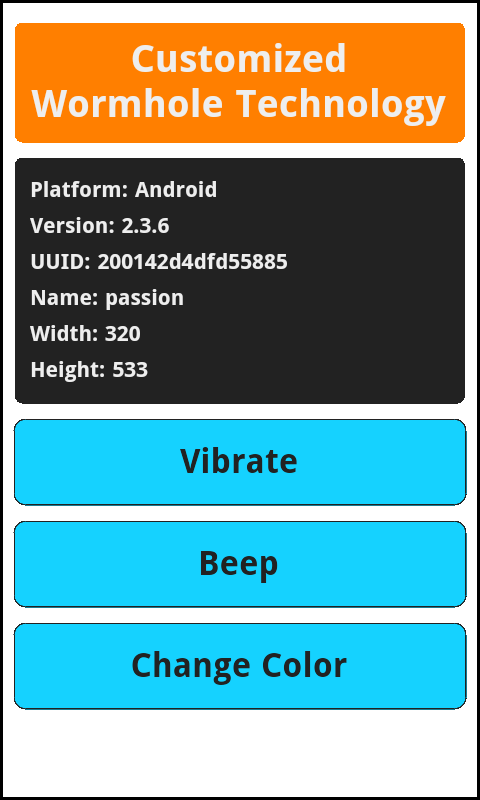 Customized
Wormhole Technology
Platform: Android
Version: 2.3.6
UUID: 200142d4dfd55885
Name: passion
Width: 320
Height: 533
Vibrate
Beep
Change Color